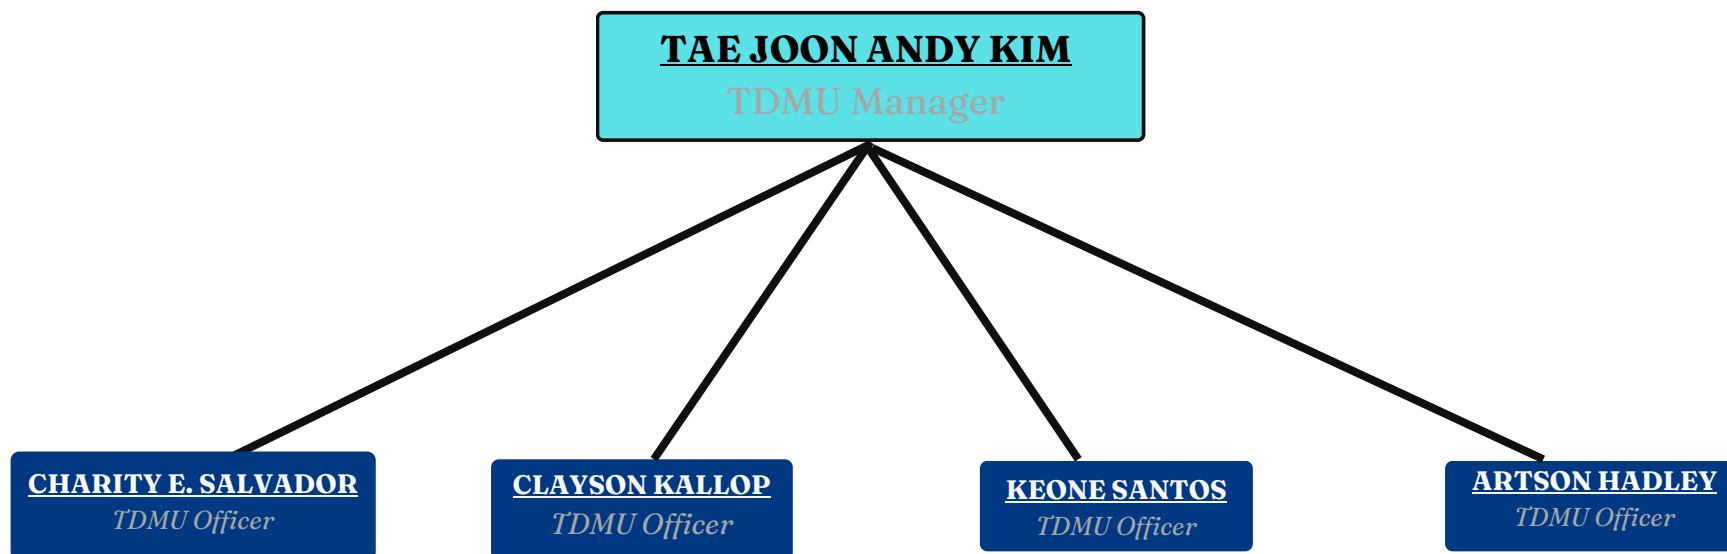 TAE JOON ANDY KIM
TDMU Manager
CHARITY E. SALVADOR
TDMU Officer
CLAYSON KALLOP
TDMU Officer
KEONE SANTOS
TDMU Officer
ARTSON HADLEY
TDMU Officer